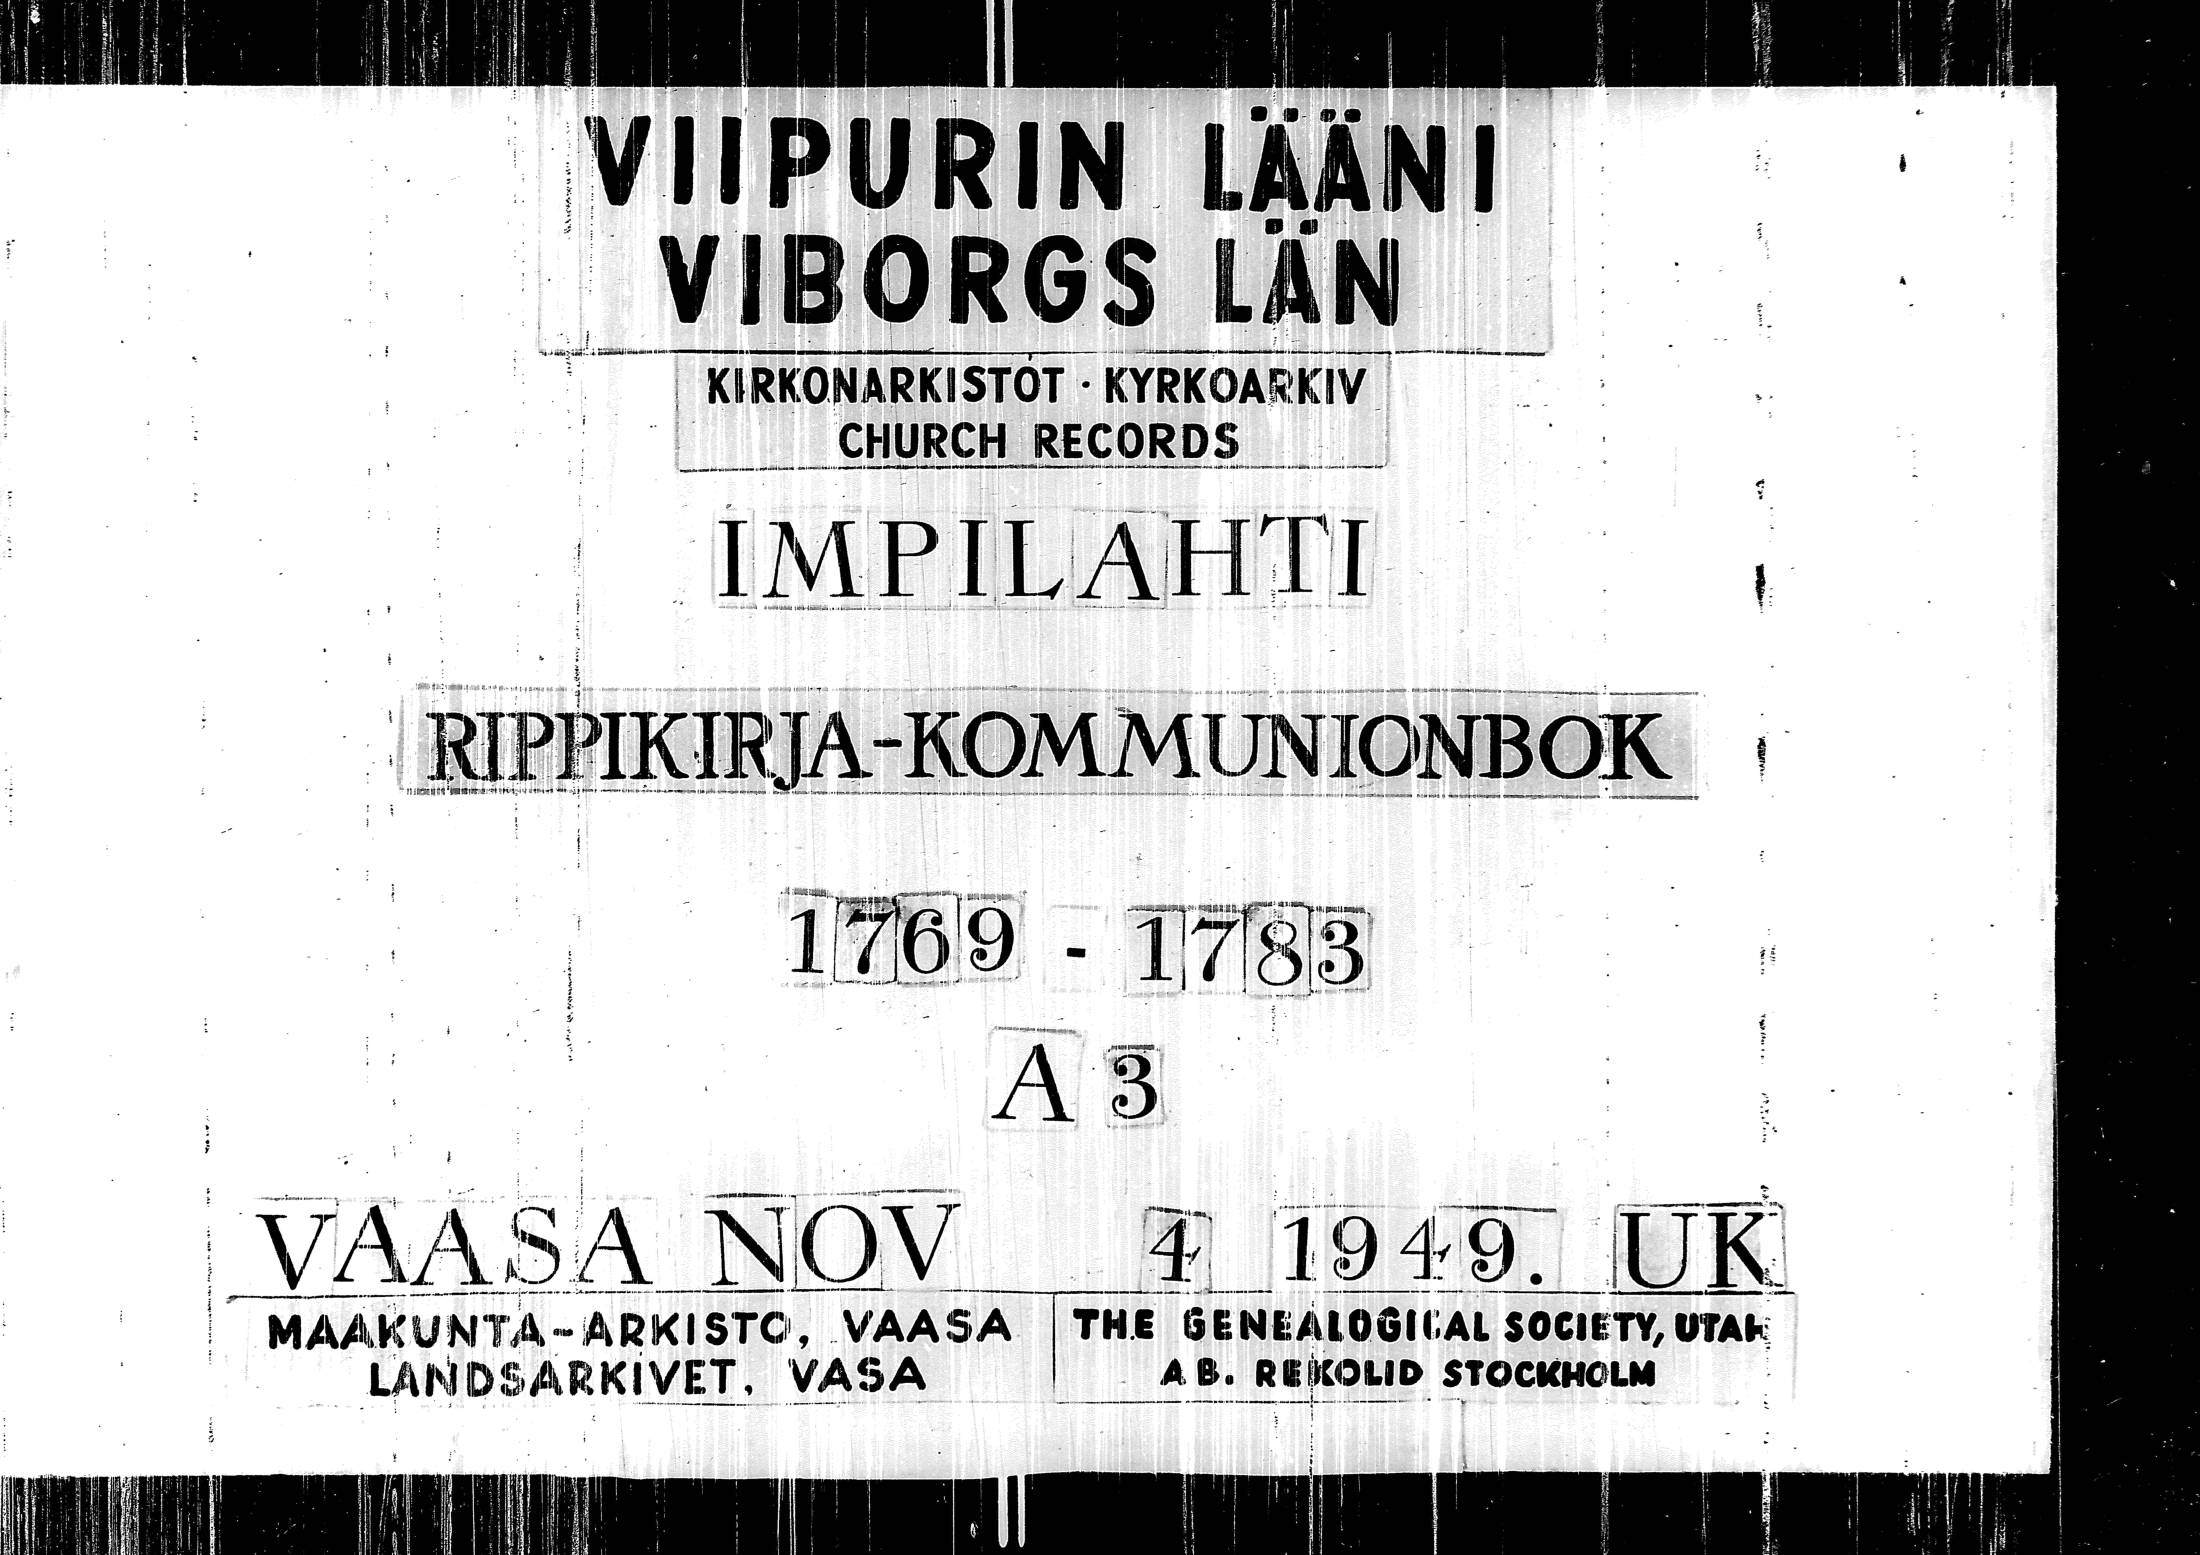 VIIPURIN LÄÄNI
VIBORGS LÄN
KIRKONARKISTOT · KYRKOARKIV
CHURCH RECORDS
IMPILAHTI
RIPPIKIRJA-KOMMUNIONBOK
1769 - 1783
A 3
VAASA NOV 4 1949. UK
MAAKUNTA-ARKISTO, VAASA
LANDSARKIVET, VASA
THE GENEALOGICAL SOCIETY, UTAH
AB. REKOLID STOCKHOLM